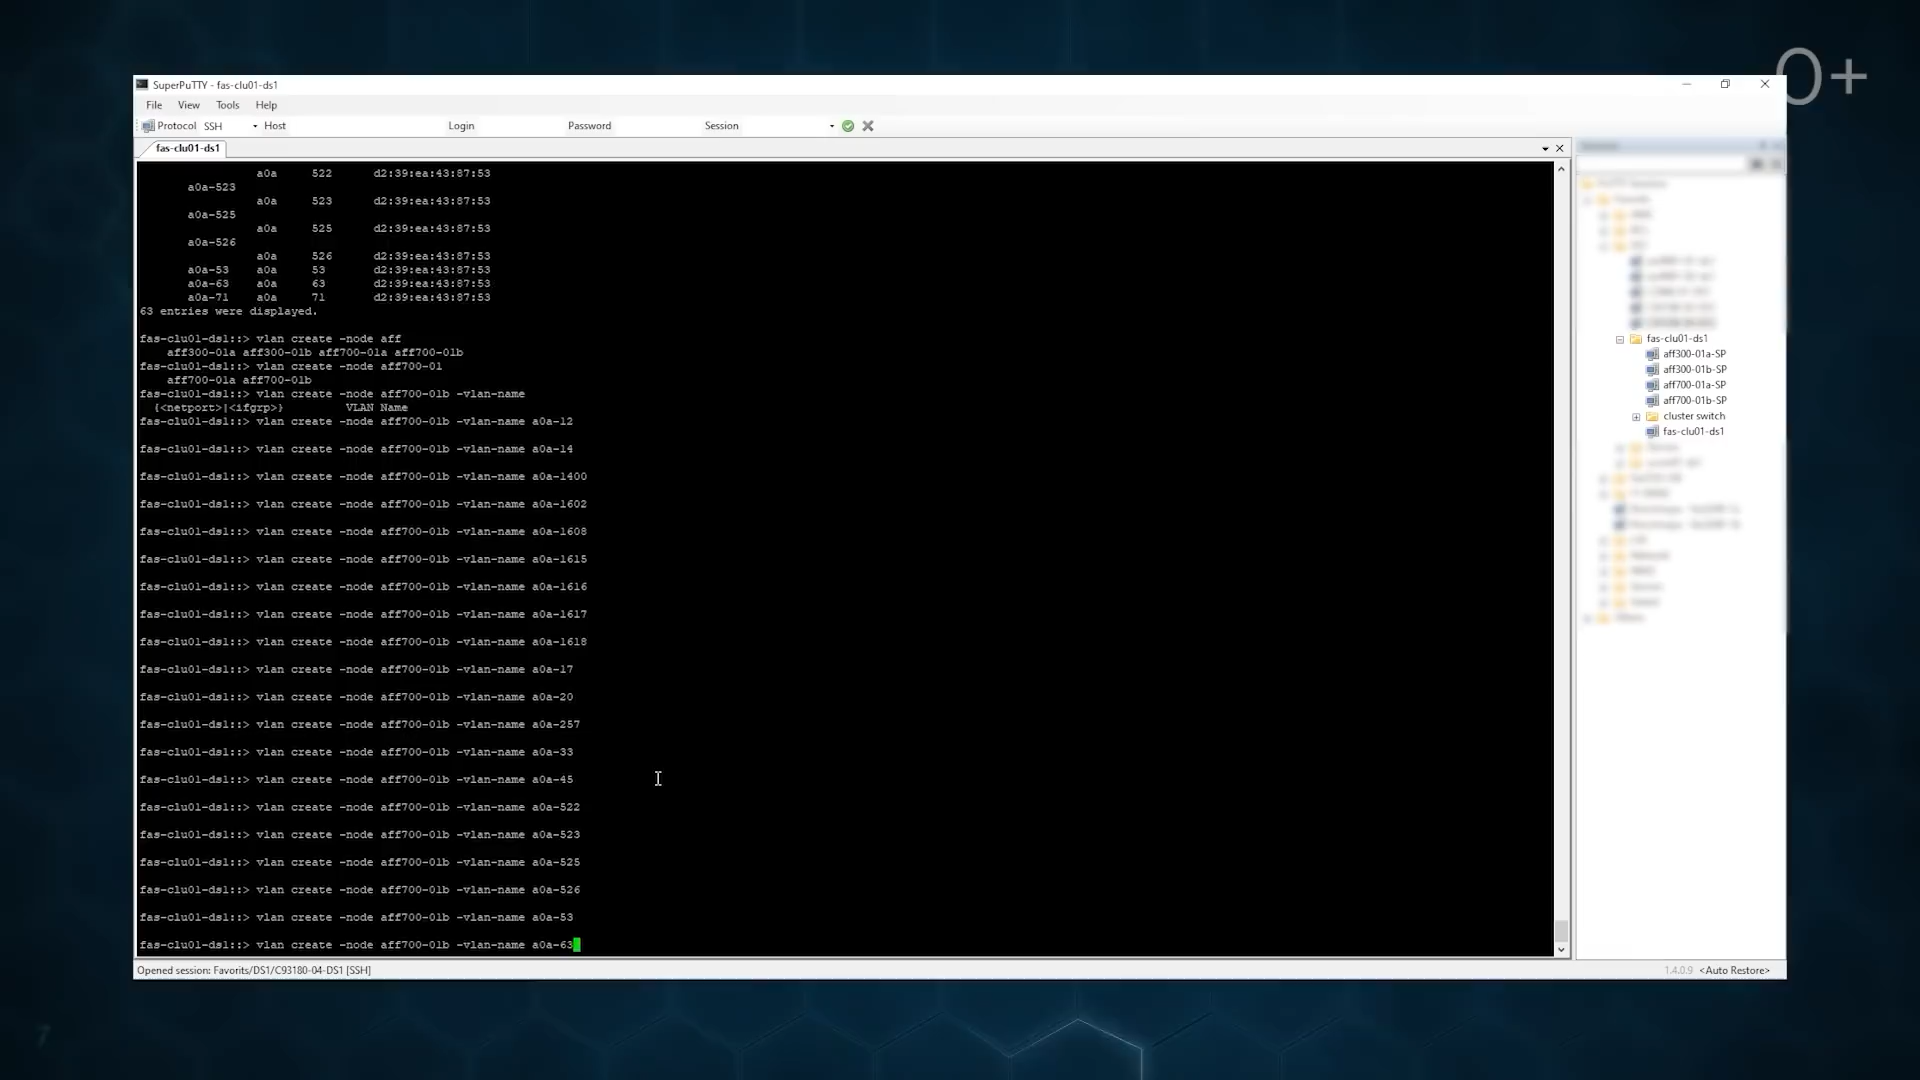 0+
SuperPuTTY - fas-clu01-ds1
File View Tools Help
Protocol SSH Host Login Password Session
fas-clu01-ds1
a0a 522 d2:39:ea:43:87:53
a0a-523
a0a 523 d2:39:ea:43:87:53
a0a-525
a0a 525 d2:39:ea:43:87:53
a0a-526
a0a 526 d2:39:ea:43:87:53
a0a-53 a0a 53 d2:39:ea:43:87:53
a0a-63 a0a 63 d2:39:ea:43:87:53
a0a-71 a0a 71 d2:39:ea:43:87:53
63 entries were displayed.
fas-clu01-ds1::> vlan create -node aff
aff300-01a aff300-01b aff700-01a aff700-01b
fas-clu01-ds1::> vlan create -node aff700-01
aff700-01a aff700-01b
fas-clu01-ds1::> vlan create -node aff700-01b -vlan-name
{<netport>|<ifgrp>} VLAN Name
fas-clu01-ds1::> vlan create -node aff700-01b -vlan-name a0a-12
fas-clu01-ds1::> vlan create -node aff700-01b -vlan-name a0a-14
fas-clu01-ds1::> vlan create -node aff700-01b -vlan-name a0a-1400
fas-clu01-ds1::> vlan create -node aff700-01b -vlan-name a0a-1602
fas-clu01-ds1::> vlan create -node aff700-01b -vlan-name a0a-1608
fas-clu01-ds1::> vlan create -node aff700-01b -vlan-name a0a-1615
fas-clu01-ds1::> vlan create -node aff700-01b -vlan-name a0a-1616
fas-clu01-ds1::> vlan create -node aff700-01b -vlan-name a0a-1617
fas-clu01-ds1::> vlan create -node aff700-01b -vlan-name a0a-1618
fas-clu01-ds1::> vlan create -node aff700-01b -vlan-name a0a-17
fas-clu01-ds1::> vlan create -node aff700-01b -vlan-name a0a-20
fas-clu01-ds1::> vlan create -node aff700-01b -vlan-name a0a-257
fas-clu01-ds1::> vlan create -node aff700-01b -vlan-name a0a-33
fas-clu01-ds1::> vlan create -node aff700-01b -vlan-name a0a-45
fas-clu01-ds1::> vlan create -node aff700-01b -vlan-name a0a-522
fas-clu01-ds1::> vlan create -node aff700-01b -vlan-name a0a-523
fas-clu01-ds1::> vlan create -node aff700-01b -vlan-name a0a-525
fas-clu01-ds1::> vlan create -node aff700-01b -vlan-name a0a-526
fas-clu01-ds1::> vlan create -node aff700-01b -vlan-name a0a-53
fas-clu01-ds1::> vlan create -node aff700-01b -vlan-name a0a-63
fas-clu01-ds1
aff300-01a-SP
aff300-01b-SP
aff700-01a-SP
aff700-01b-SP
cluster switch
fas-clu01-ds1
Opened session: Favorits/DS1/C93180-04-DS1 [SSH]
1.4.0.9 <Auto Restore>
7